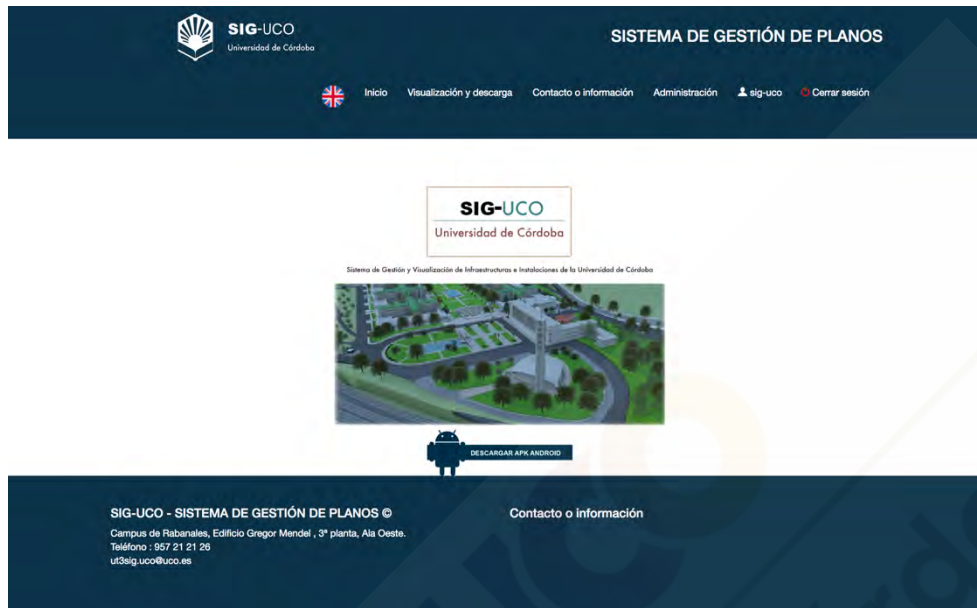 SIG-UCO
Universidad de Córdoba
SISTEMA DE GESTIÓN DE PLANOS
Inicio Visualización y descarga Contacto o información Administración sig-uco Cerrar sesión
SIG-UCO
Universidad de Córdoba
Sistema de Gestión y Visualización de Infraestructuras e Instalaciones de la Universidad de Córdoba
DESCARGAR APK ANDROID
SIG-UCO - SISTEMA DE GESTIÓN DE PLANOS ©
Campus de Rabanales, Edificio Gregor Mendel , 3ª planta, Ala Oeste.
Teléfono : 957 21 21 26
ut3sig.uco@uco.es
Contacto o información